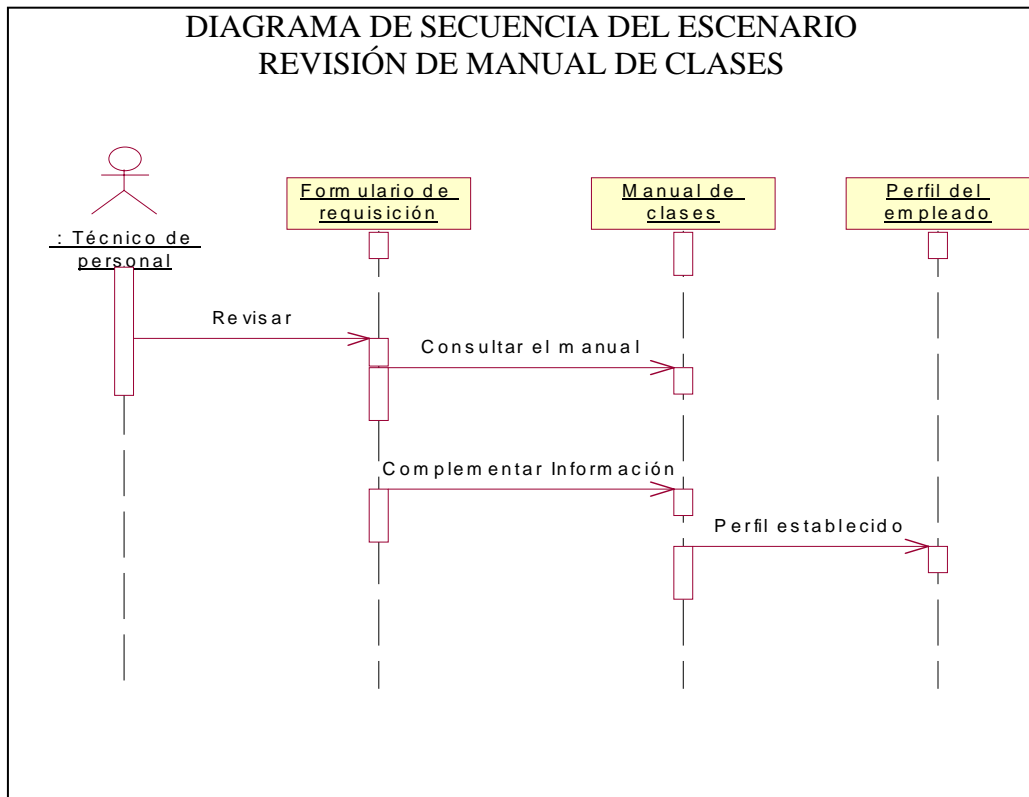 DIAGRAMA DE SECUENCIA DEL ESCENARIO
REVISIÓN DE MANUAL DE CLASES
: Técnico de
personal
Formulario de
requisición
Manual de
clases
Perfil del
empleado
Revisar
Consultar el manual
Complementar Información
Perfil establecido